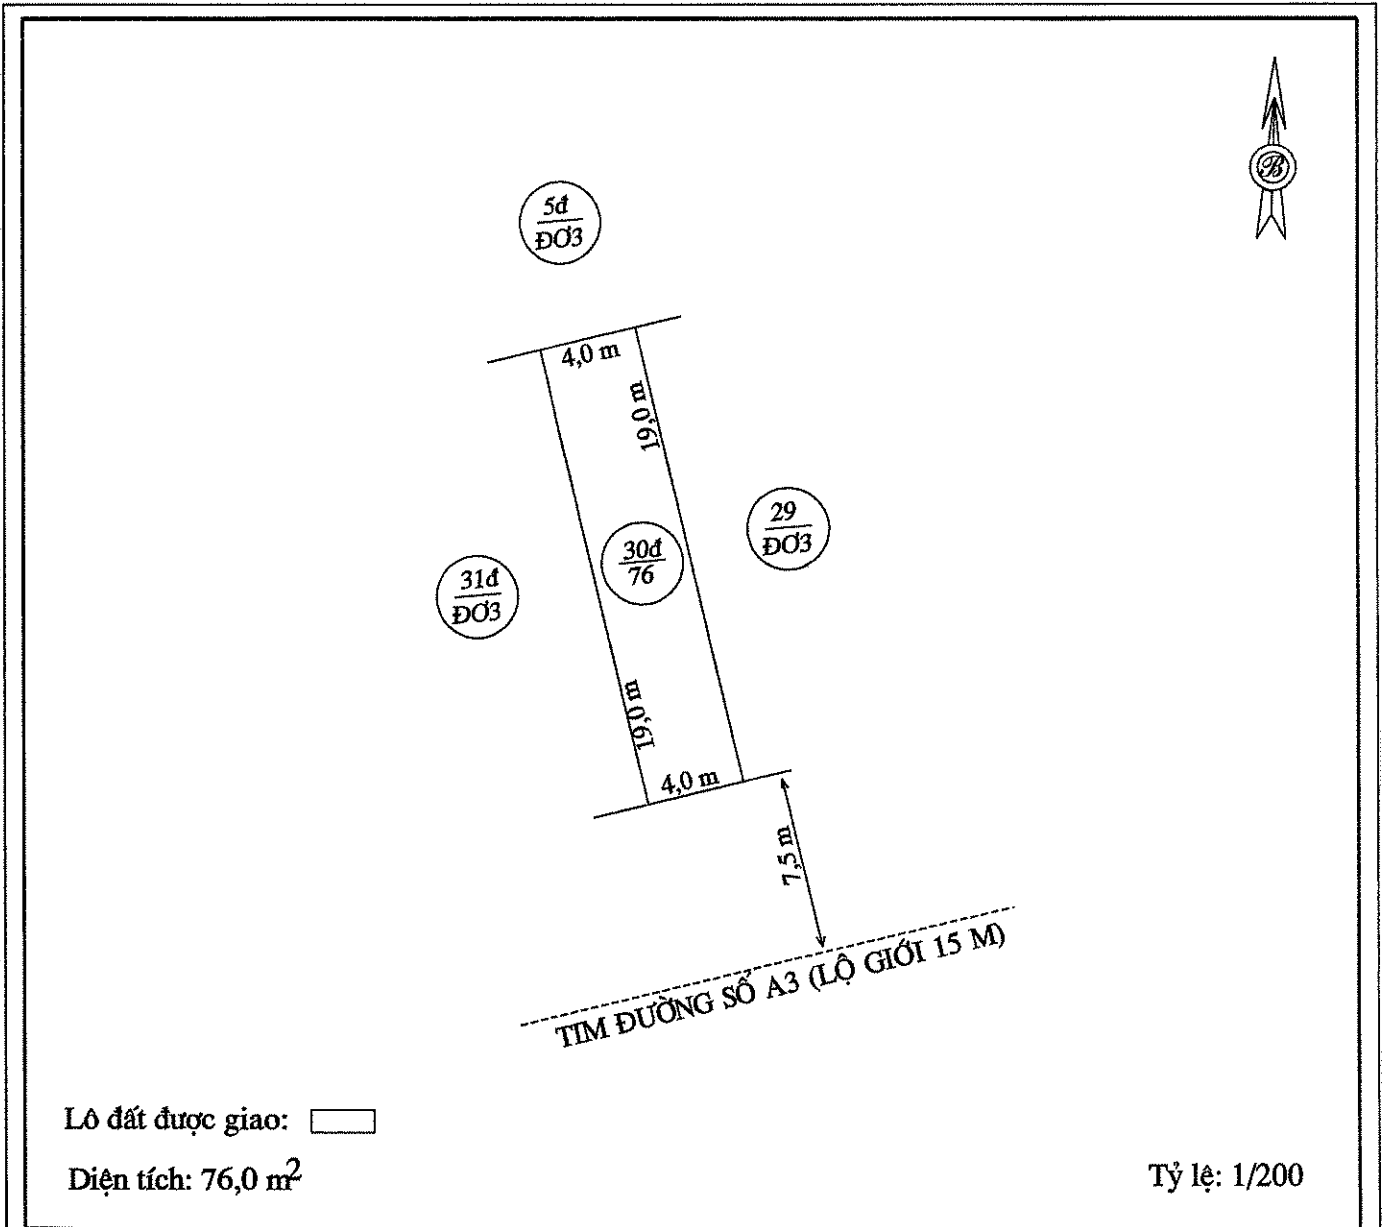 B
5đ
ĐƠ3
4,0 m
19,0 m
29
ĐƠ3
30đ
76
31đ
ĐƠ3
19,0 m
4,0 m
7,5 m
TIM ĐƯỜNG SỐ A3 (LỘ GIỚI 15 M)
Lô đất được giao:
Diện tích: 76,0 m²
Tỷ lệ: 1/200